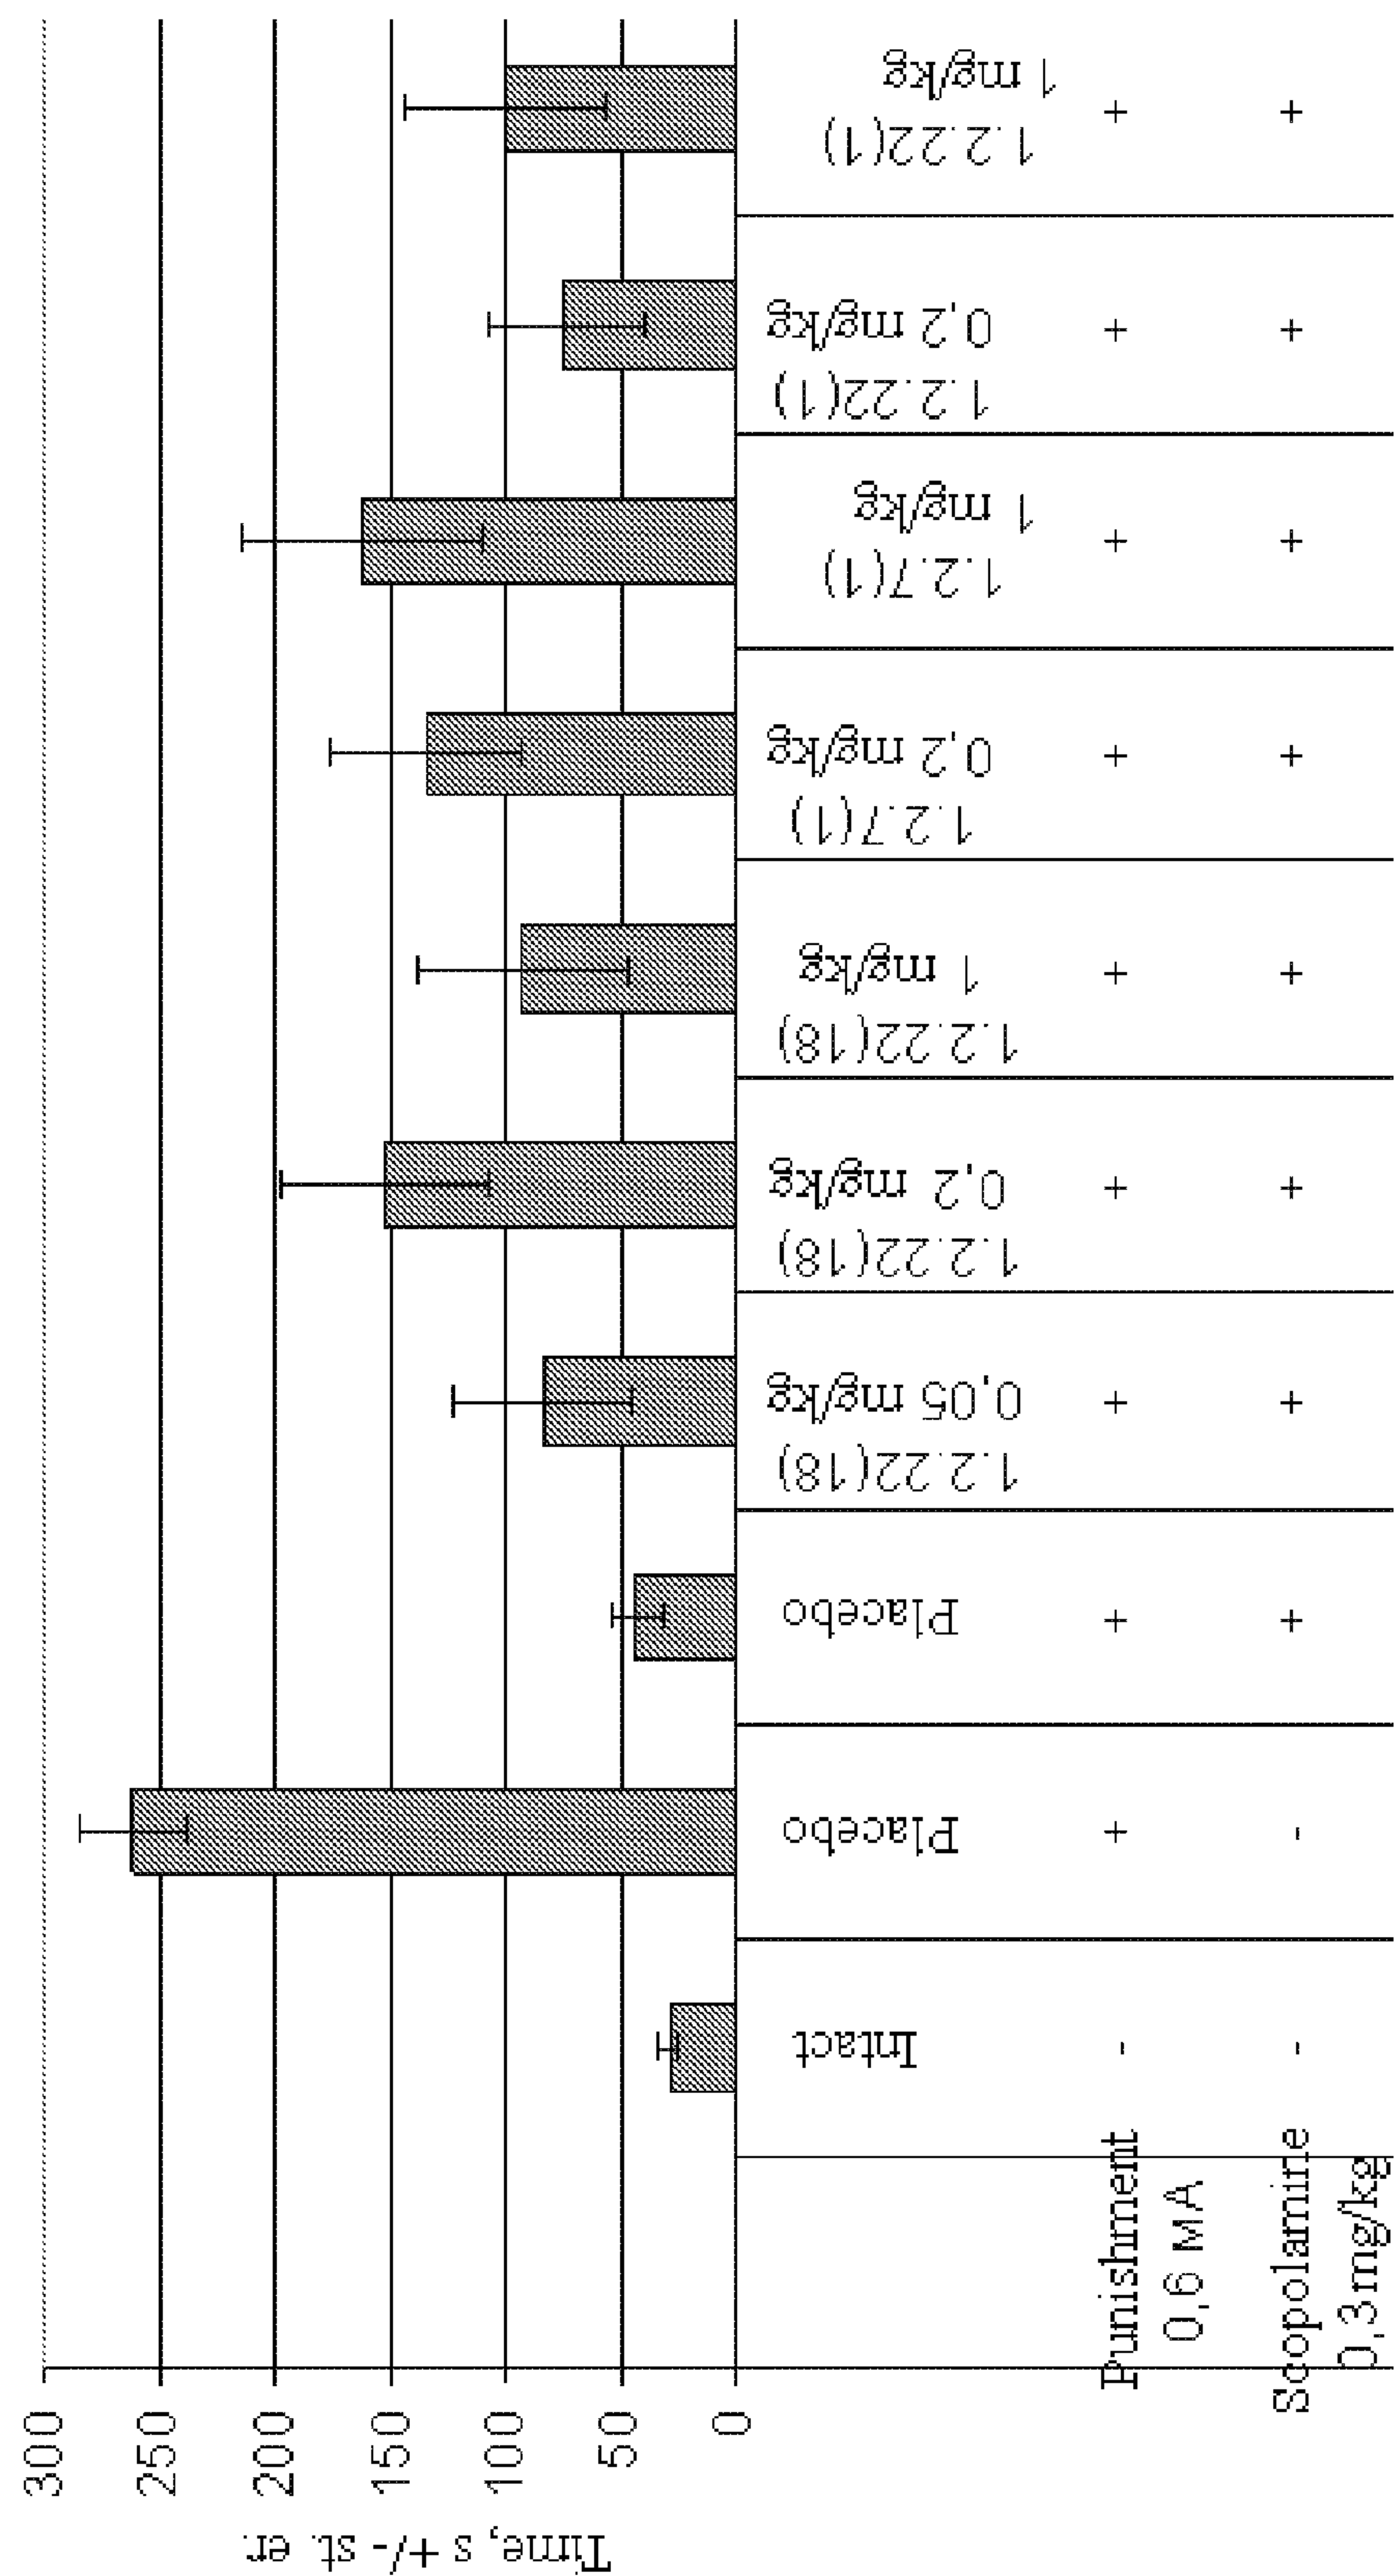 Time, s +/- st. er.
300
250
200
150
100
50
0
Intact
Placebo
Placebo
1.2.22(18)
0,05 mg/kg
1.2.22(18)
0,2 mg/kg
1.2.22(18)
1 mg/kg
1.2.7(1)
0,2 mg/kg
1.2.7(1)
1 mg/kg
1.2.22(1)
0,2 mg/kg
1.2.22(1)
1 mg/kg
Punishment - + + + + + + + + +
0,6 MA
Scopolamine - - + + + + + + + +
0,3mg/kg